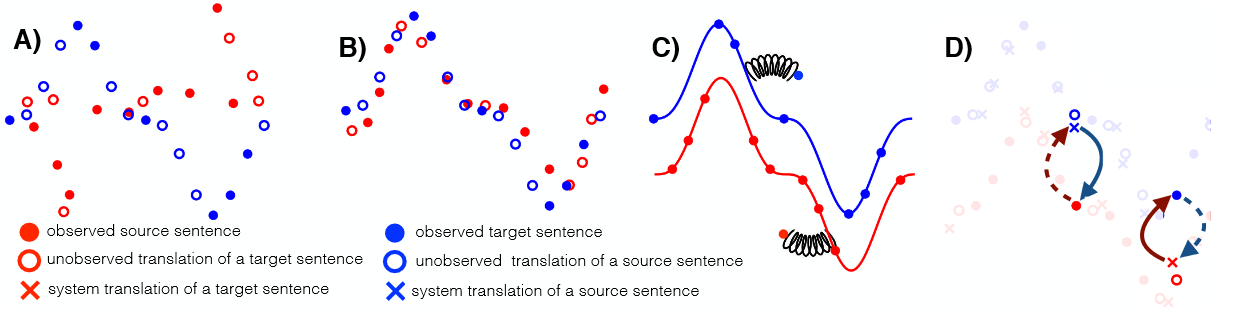 A)
B)
C)
D)
observed source sentence
observed target sentence
unobserved translation of a target sentence
unobserved translation of a source sentence
system translation of a target sentence
system translation of a source sentence